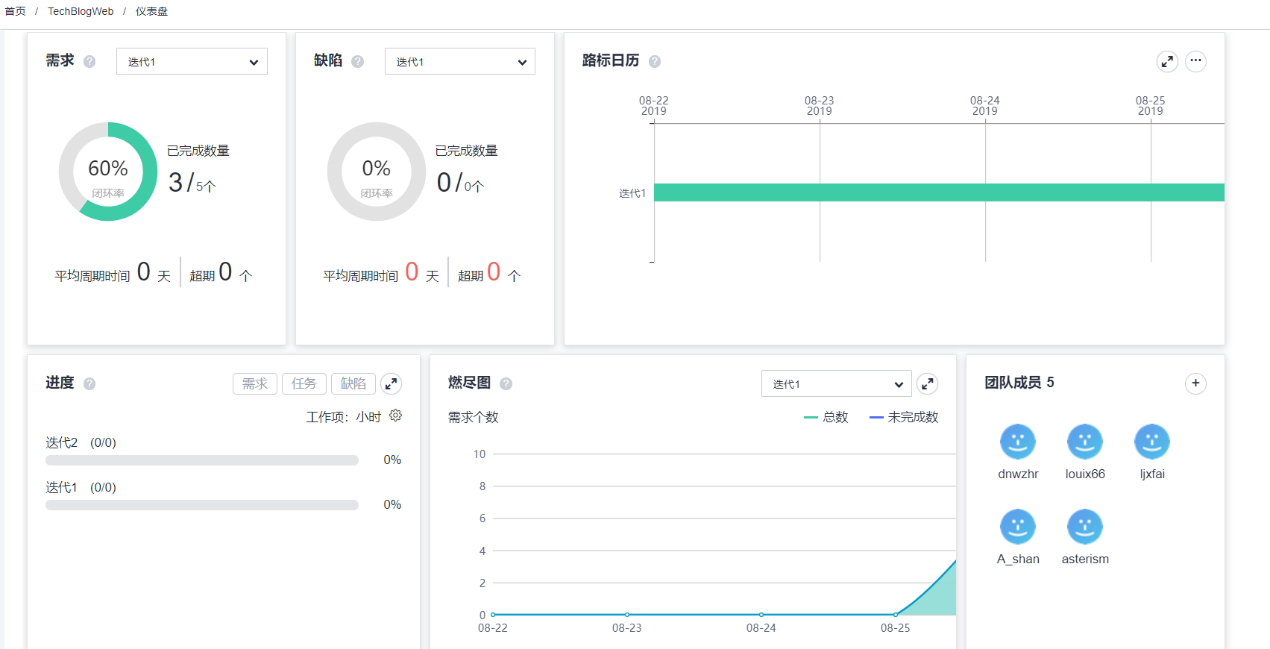 首页 / TechBlogWeb / 仪表盘
需求 ? 迭代1
60%
闭环率
已完成数量
3/5个
平均周期时间 0 天 超期 0 个
缺陷 ? 迭代1
0%
闭环率
已完成数量
0/0个
平均周期时间 0 天 超期 0 个
路标日历 ?
08-22 08-23 08-24 08-25
2019 2019 2019 2019
迭代1
进度 ? 需求 任务 缺陷
工作项: 小时
迭代2 (0/0)
0%
迭代1 (0/0)
0%
燃尽图 ? 迭代1
需求个数 总数 未完成数
10
8
6
4
2
0
08-22 08-23 08-24 08-25
团队成员 5 +
dnwzhr louix66 ljxfai
A_shan asterism